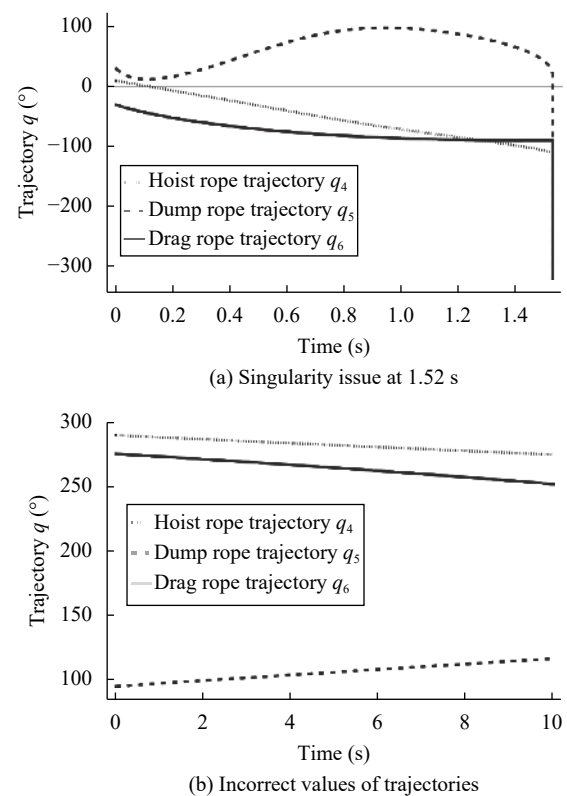 100
0
−100
−200
−300
Trajectory q (°)
Hoist rope trajectory q4
Dump rope trajectory q5
Drag rope trajectory q6
0 0.2 0.4 0.6 0.8 1.0 1.2 1.4
Time (s)
(a) Singularity issue at 1.52 s
300
250
200
150
100
Trajectory q (°)
Hoist rope trajectory q4
Dump rope trajectory q5
Drag rope trajectory q6
0 2 4 6 8 10
Time (s)
(b) Incorrect values of trajectories